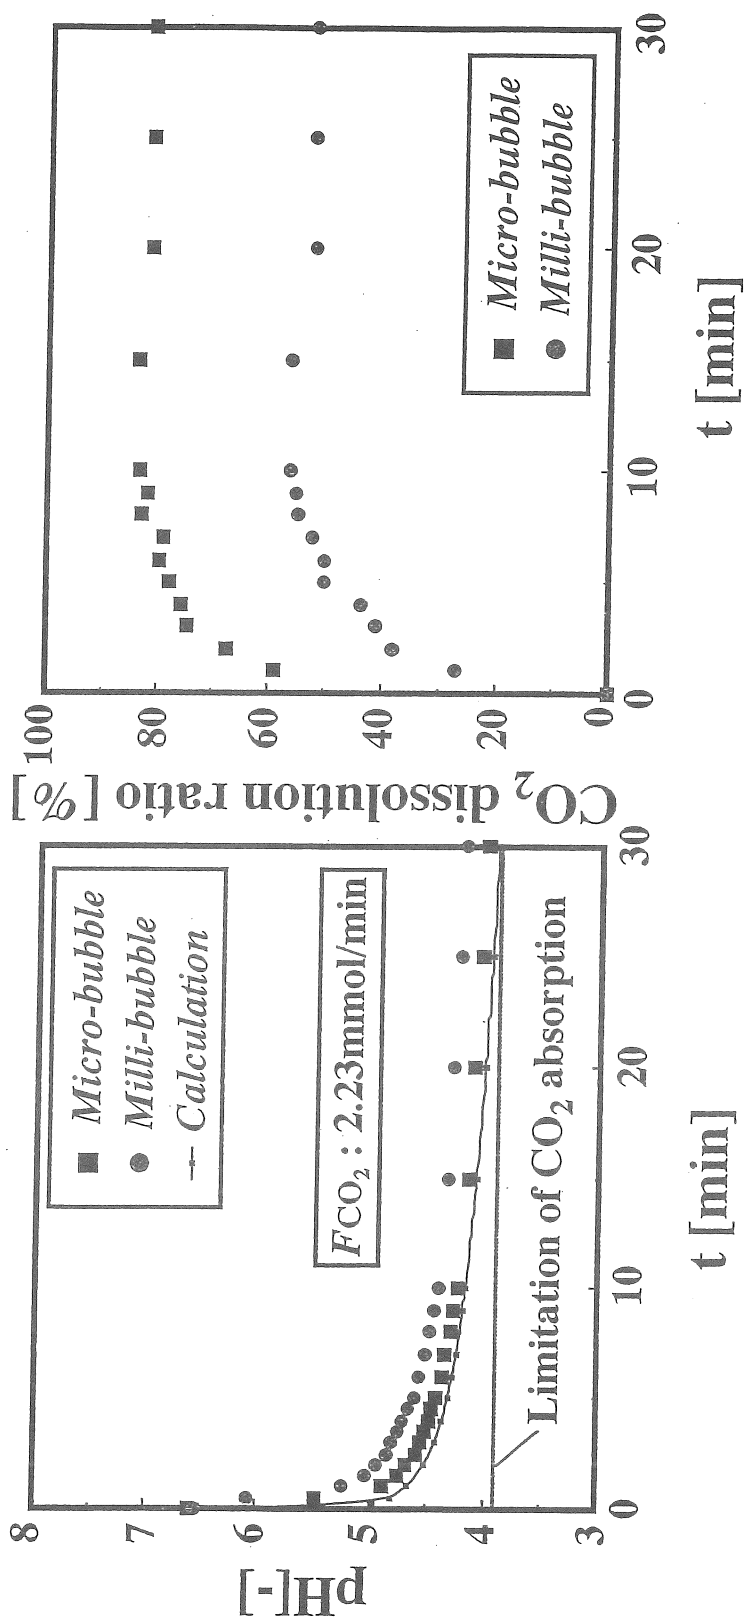 pH[-]
8
7
6
5
4
3
0
10
20
30
t [min]
Micro-bubble
Milli-bubble
Calculation
FCO2 : 2.23mmol/min
Limitation of CO2 absorption
CO2 dissolution ratio [%]
100
80
60
40
20
0
0
10
20
30
t [min]
Micro-bubble
Milli-bubble